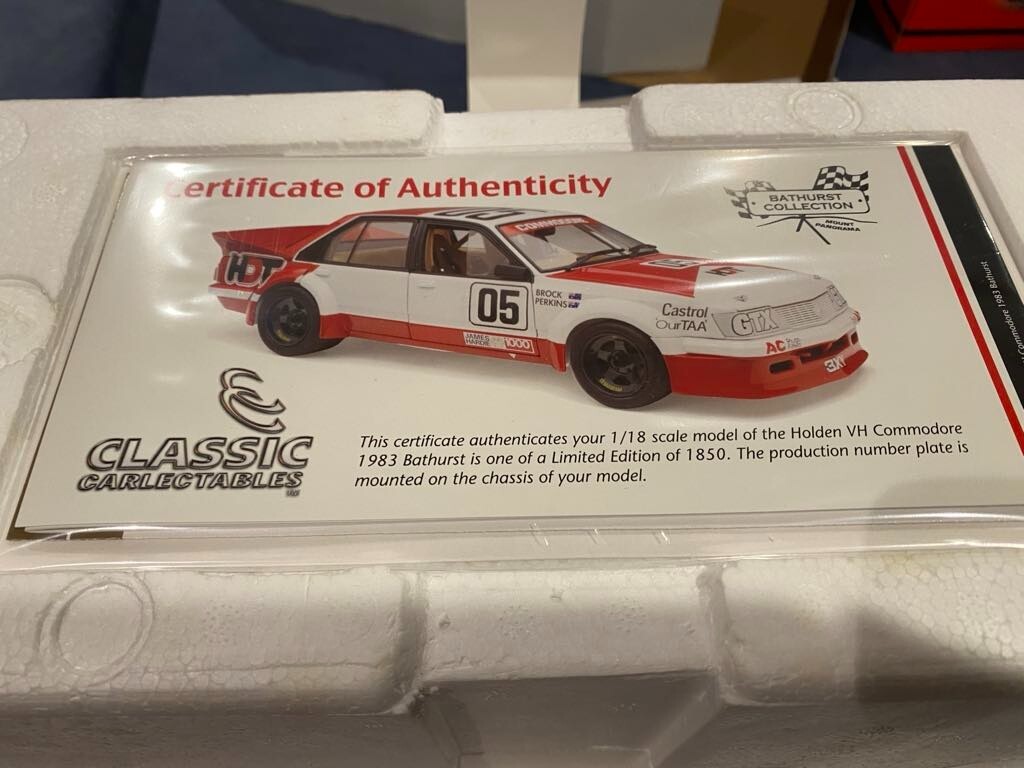 Certificate of Authenticity
BATHURST
COLLECTION
MOUNT
PANORAMA
Commodore 1983 Bathurst
HDT
05
BROCK
PERKINS
Castrol
OurTAA
GTX
JAMES
HARDIE
1000
AC
3XY
CLASSIC
CARLECTABLES
TM
This certificate authenticates your 1/18 scale model of the Holden VH Commodore
1983 Bathurst is one of a Limited Edition of 1850. The production number plate is
mounted on the chassis of your model.